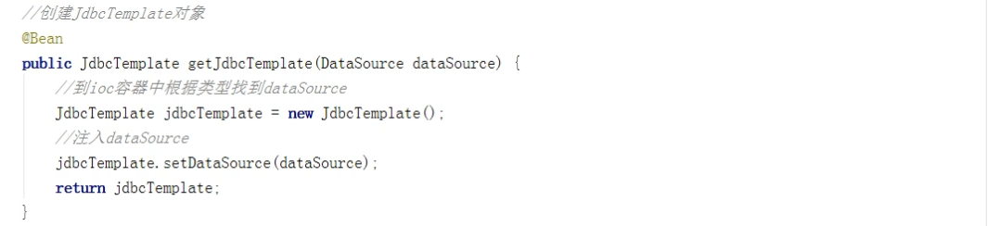 //创建JdbcTemplate对象
@Bean
public JdbcTemplate getJdbcTemplate(DataSource dataSource) {
//到ioc容器中根据类型找到dataSource
JdbcTemplate jdbcTemplate = new JdbcTemplate();
//注入dataSource
jdbcTemplate.setDataSource(dataSource);
return jdbcTemplate;
}